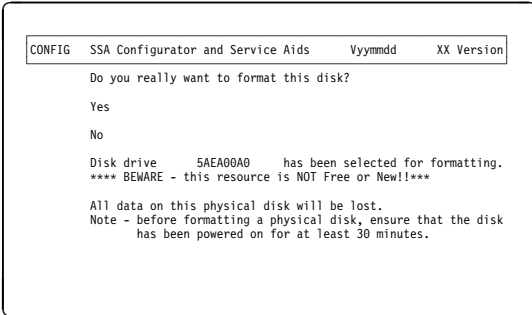 CONFIG SSA Configurator and Service Aids Vyymmdd XX Version
Do you really want to format this disk?
Yes
No
Disk drive 5AEA00A0 has been selected for formatting.
**** BEWARE - this resource is NOT Free or New!!***
All data on this physical disk will be lost.
Note - before formatting a physical disk, ensure that the disk
has been powered on for at least 30 minutes.